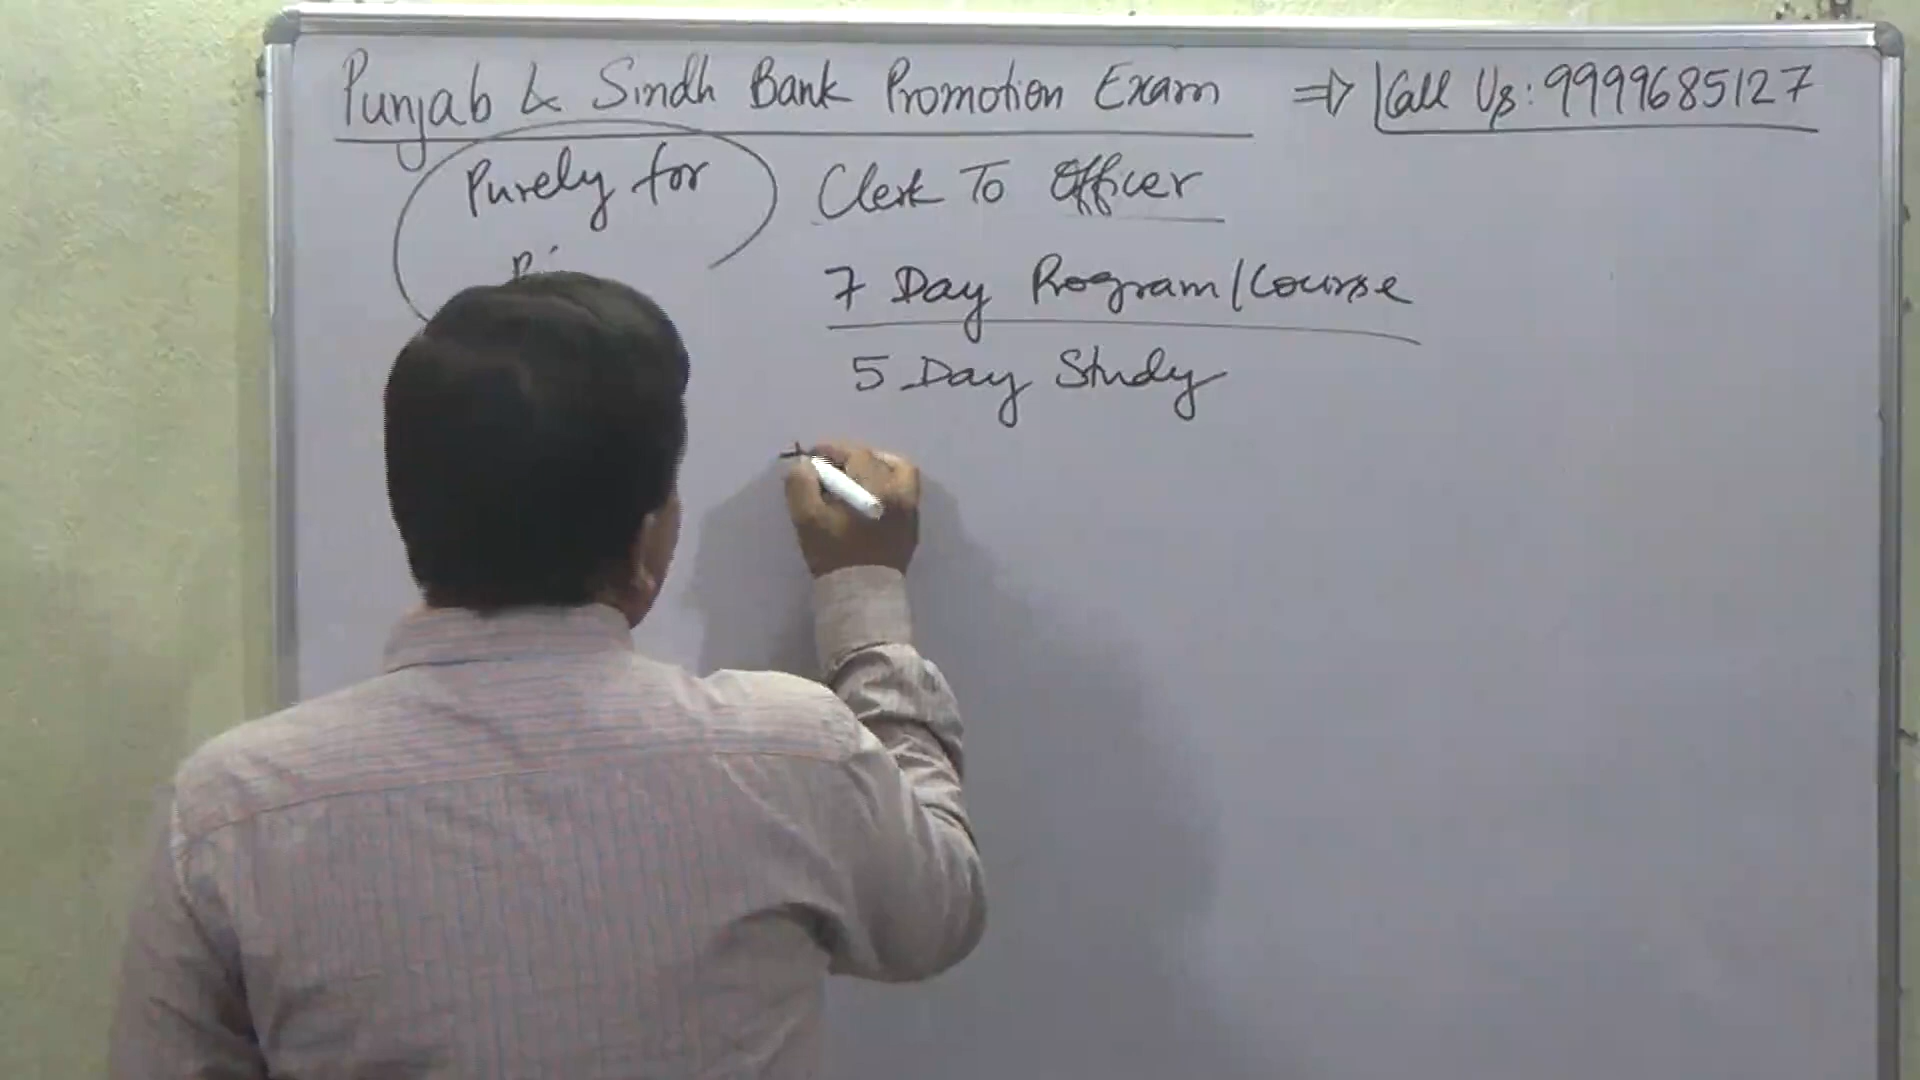 Punjab & Sindh Bank Promotion Exam ⇒ Call Us: 9999685127
Purely for Clerk To Officer
7 Day Program/Course
5 Day Study